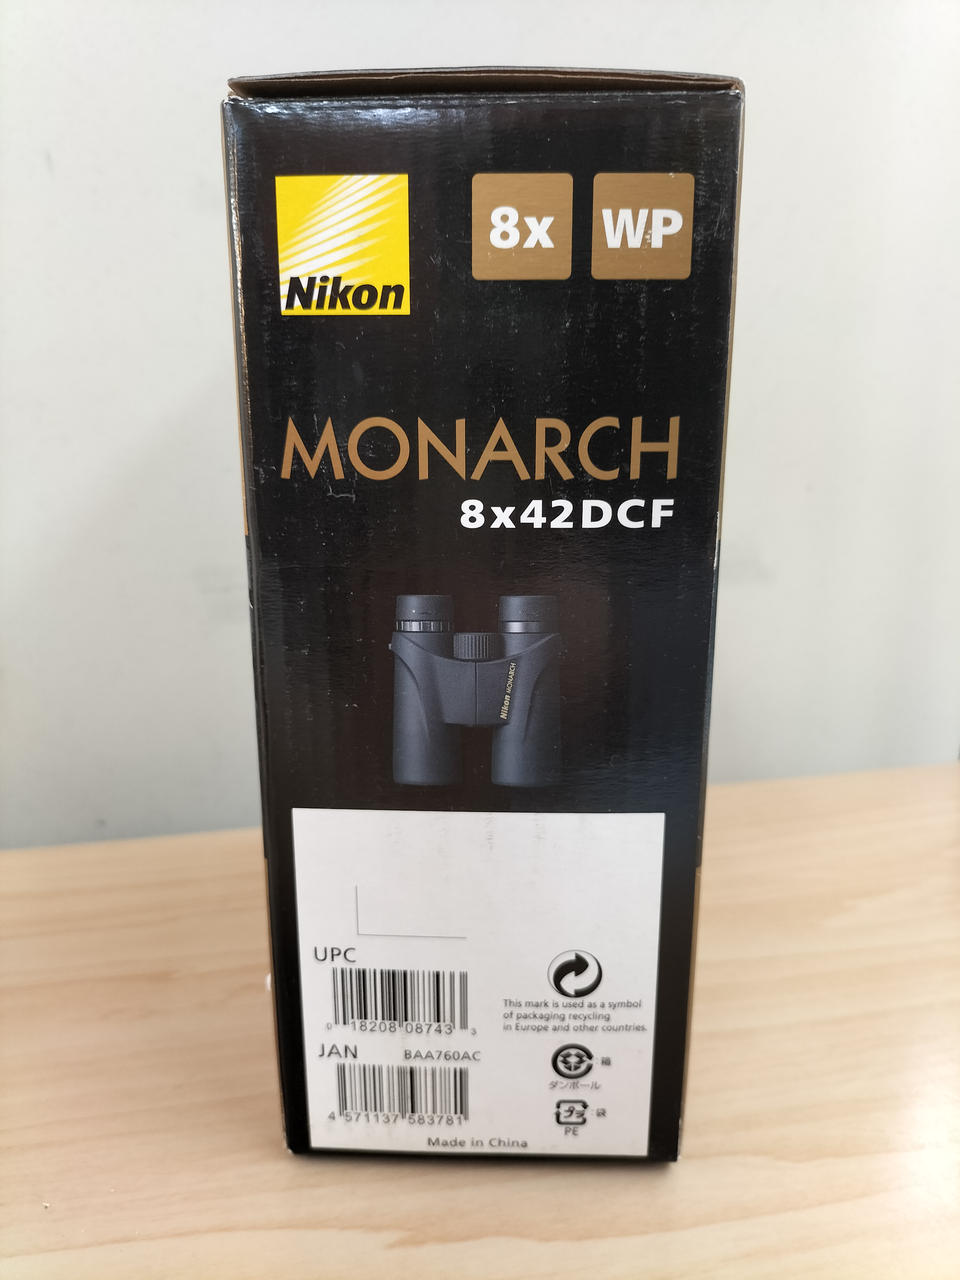 Nikon
8x
WP
MONARCH
8x42DCF
Nikon MONARCH
UPC
0 18208 08743 3
This mark is used as a symbol
of packaging recycling
in Europe and other countries.
JAN BAA760AC
4 571137 583781
:箱
ダンボール
プラ :袋
PE
Made in China